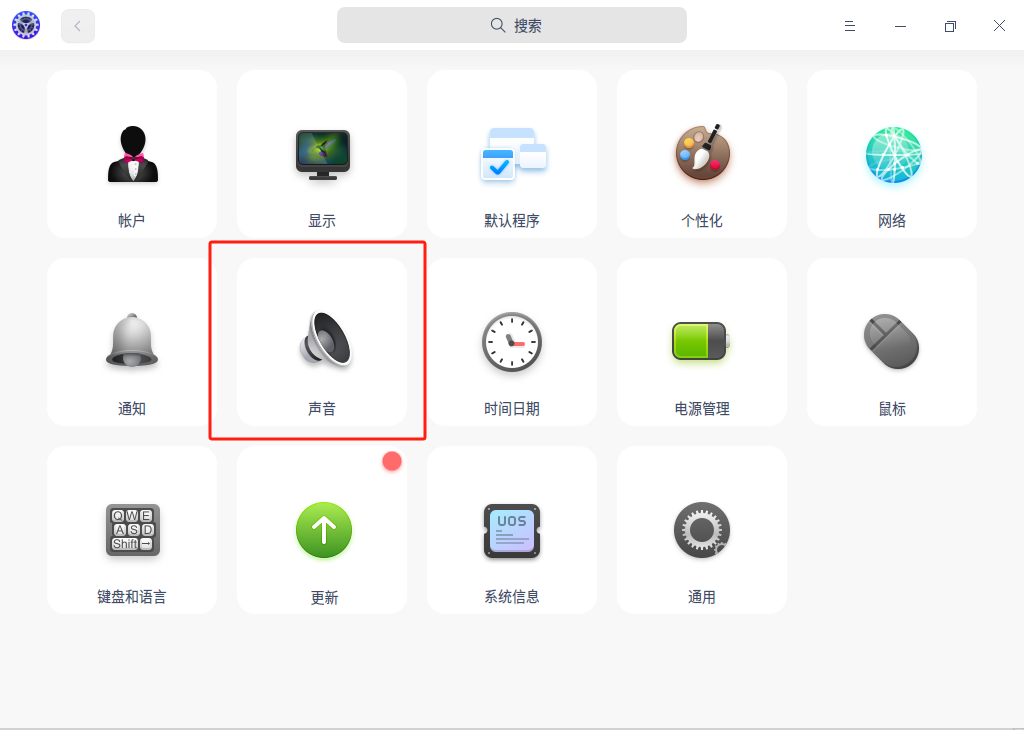 搜索
帐户
显示
默认程序
个性化
网络
通知
声音
时间日期
电源管理
鼠标
Q W E
A S D
Shift →
UOS
键盘和语言
更新
系统信息
通用